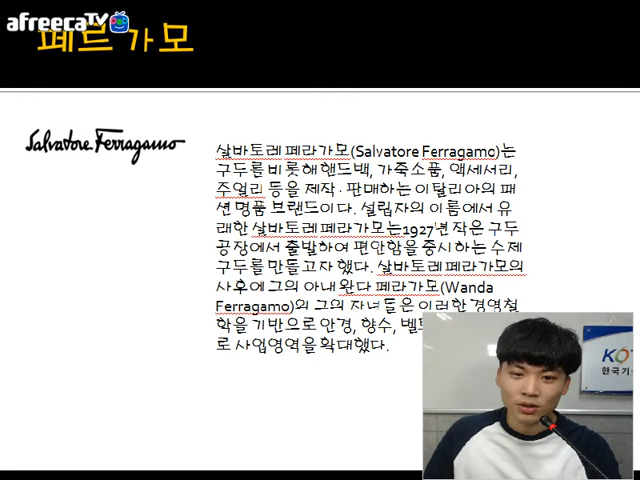 afreecaTV
페르가모
Salvatore Ferragamo
살바토레 페라가모(Salvatore Ferragamo)는
구두를 비롯해 핸드백, 가죽소품, 액세서리,
주얼리 등을 제작·판매하는 이탈리아의 패
션 명품 브랜드이다. 설립자의 이름에서 유
래한 살바토레 페라가모는 1927년 작은 구두
공장에서 출발하여 편안함을 중시하는 수제
구두를 만들고자 했다. 살바토레 페라가모의
사후에 그의 아내 완다 페라가모(Wanda
Ferragamo)와 그의 자녀들은 이러한 경영철
학을 기반으로 안경, 향수,
로 사업영역을 확대했다.
한국기